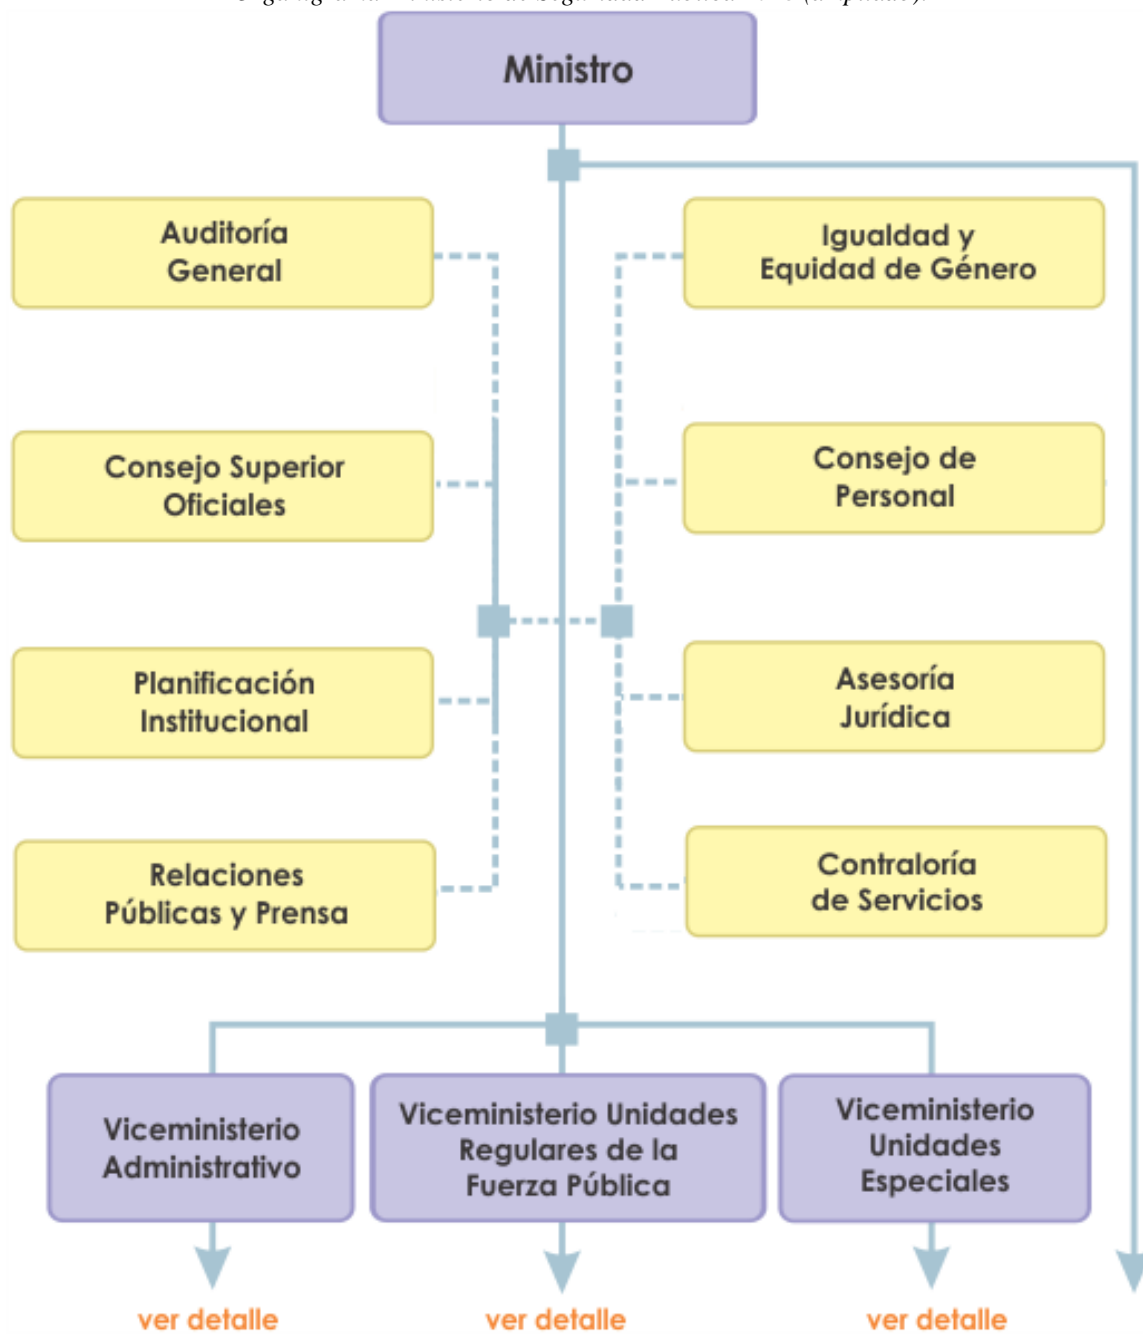 Ministro
Auditoría
General
Igualdad y
Equidad de Género
Consejo Superior
Oficiales
Consejo de
Personal
Planificación
Institucional
Asesoría
Jurídica
Relaciones
Públicas y Prensa
Contraloría
de Servicios
Viceministerio
Administrativo
Viceministerio Unidades
Regulares de la
Fuerza Pública
Viceministerio
Unidades
Especiales
ver detalle
ver detalle
ver detalle